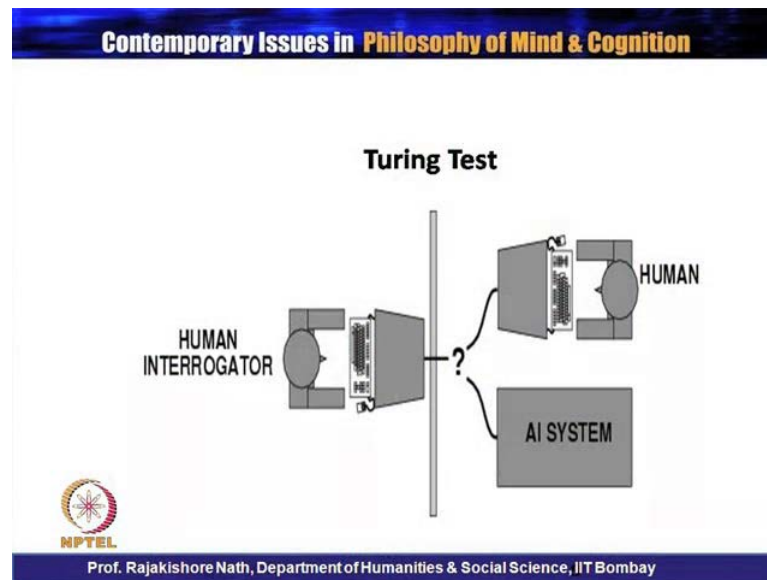 Contemporary Issues in Philosophy of Mind & Cognition
Turing Test
HUMAN
HUMAN
INTERROGATOR
?
AI SYSTEM
NPTEL
Prof. Rajakishore Nath, Department of Humanities & Social Science, IIT Bombay